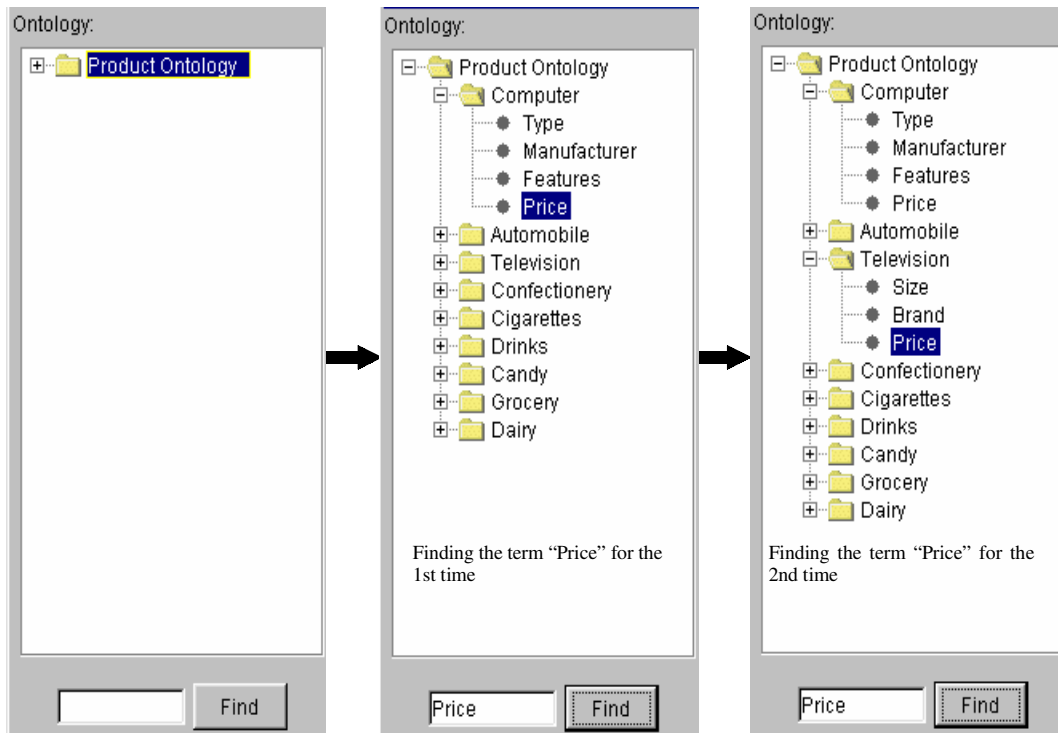 Ontology:
Product Ontology
Find
Ontology:
Product Ontology
Computer
Type
Manufacturer
Features
Price
Automobile
Television
Confectionery
Cigarettes
Drinks
Candy
Grocery
Dairy
Finding the term “Price” for the
1st time
Price
Find
Ontology:
Product Ontology
Computer
Type
Manufacturer
Features
Price
Automobile
Television
Size
Brand
Price
Confectionery
Cigarettes
Drinks
Candy
Grocery
Dairy
Finding the term “Price” for the
2nd time
Price
Find